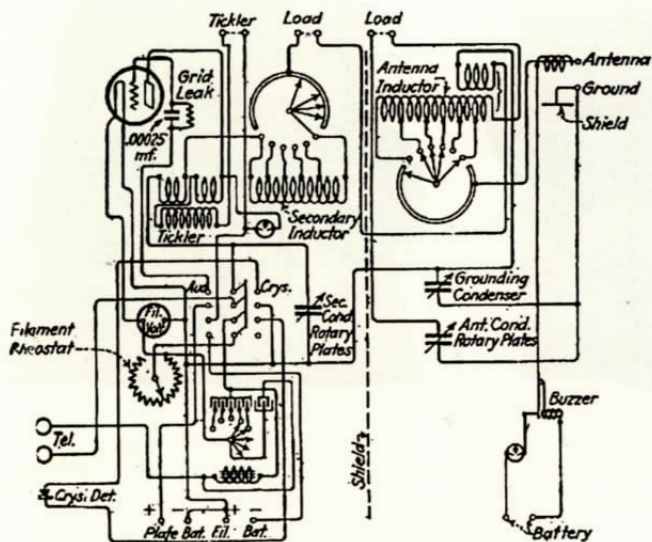 Tickler
Load
Load
Antenna
Inductor
Antenna
Ground
Shield
Grid
Leak
.00025
mf.
Tickler
Secondary
Inductor
Aud.
Crys.
Fil.
Volt
Sec.
Cond.
Rotary
Plates
Grounding
Condenser
Ant. Cond.
Rotary Plates
Filament
Rheostat
Buzzer
Tel.
Shield
Crys. Det.
+ - + -
Plate Bat. Fil. Bat.
Battery